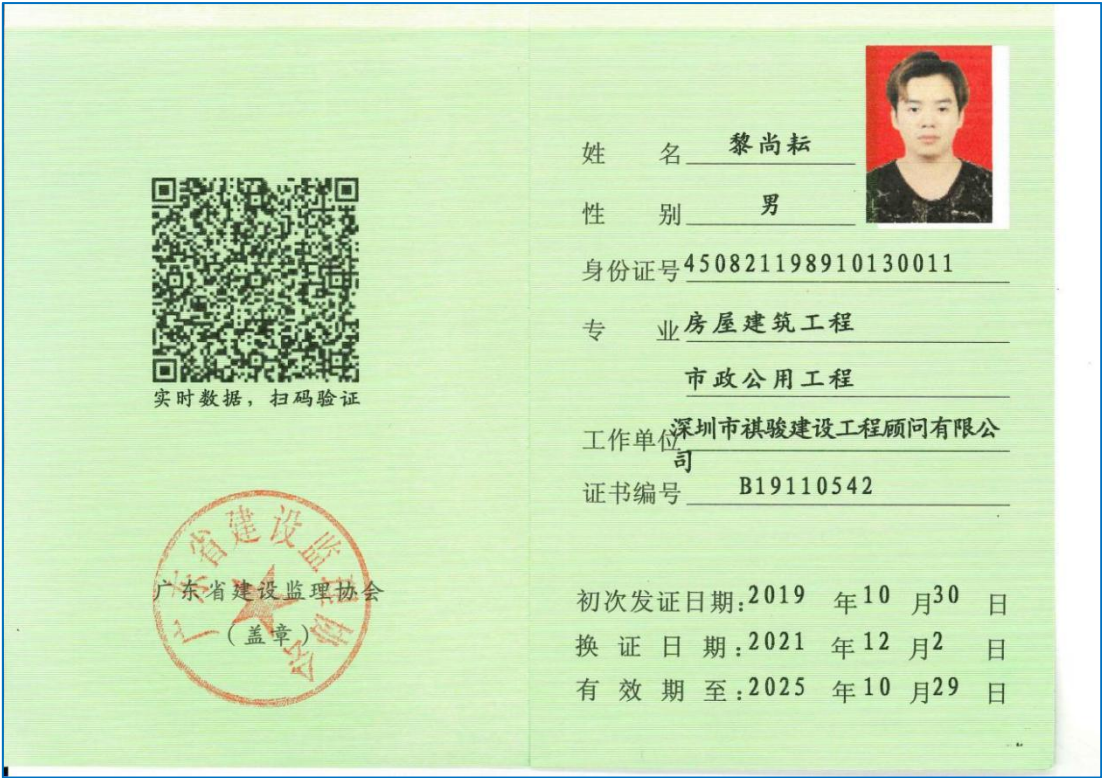 实时数据，扫码验证
广东省建设监理协会
广东省建设监理协会
（盖章）
姓 名 黎尚耘
性 别 男
身份证号 450821198910130011
专 业 房屋建筑工程
市政公用工程
工作单位 深圳市祺骏建设工程顾问有限公
司
证书编号 B19110542
初次发证日期：2019 年 10 月 30 日
换 证 日 期：2021 年 12 月 2 日
有 效 期 至：2025 年 10 月 29 日